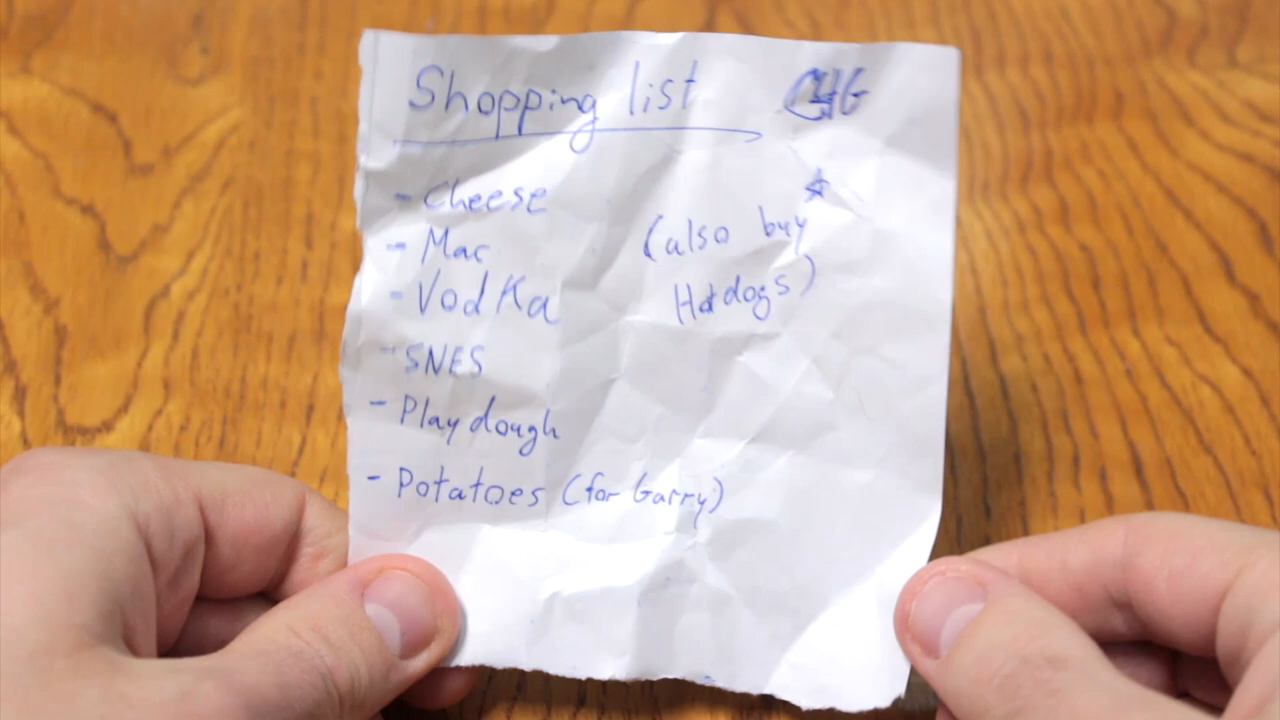 Shopping list
- Cheese
- Mac
- Vodka
- SNES
- Play dough
- Potatoes (for Garry)
(also buy
Hotdogs)